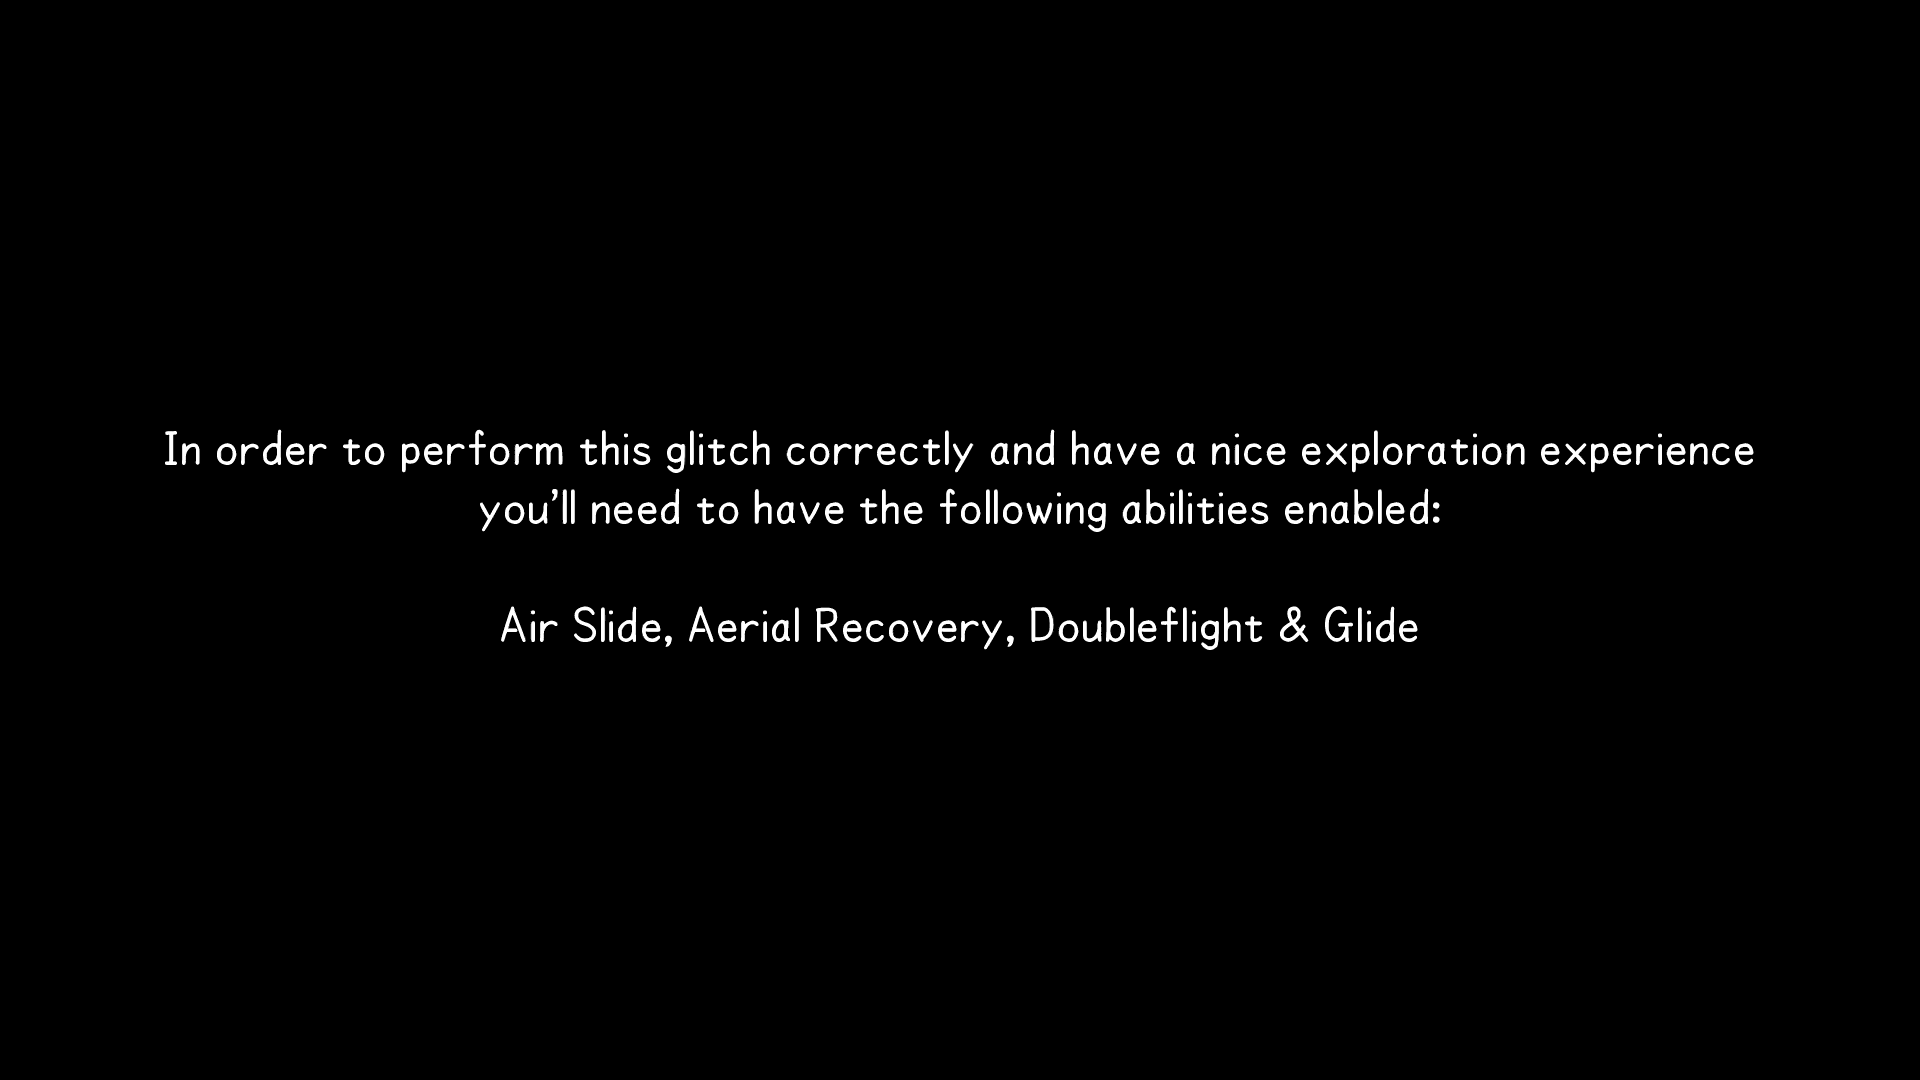 In order to perform this glitch correctly and have a nice exploration experience
you’ll need to have the following abilities enabled:
Air Slide, Aerial Recovery, Doubleflight & Glide